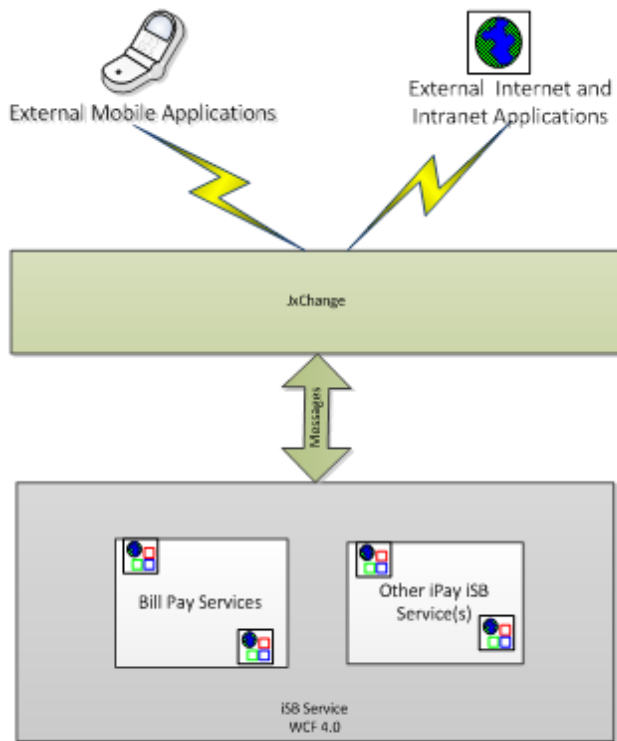 External Mobile Applications
External Internet and
Intranet Applications
JxChange
Messages
Bill Pay Services
Other iPay iSB
Service(s)
iSB Service
WCF 4.0